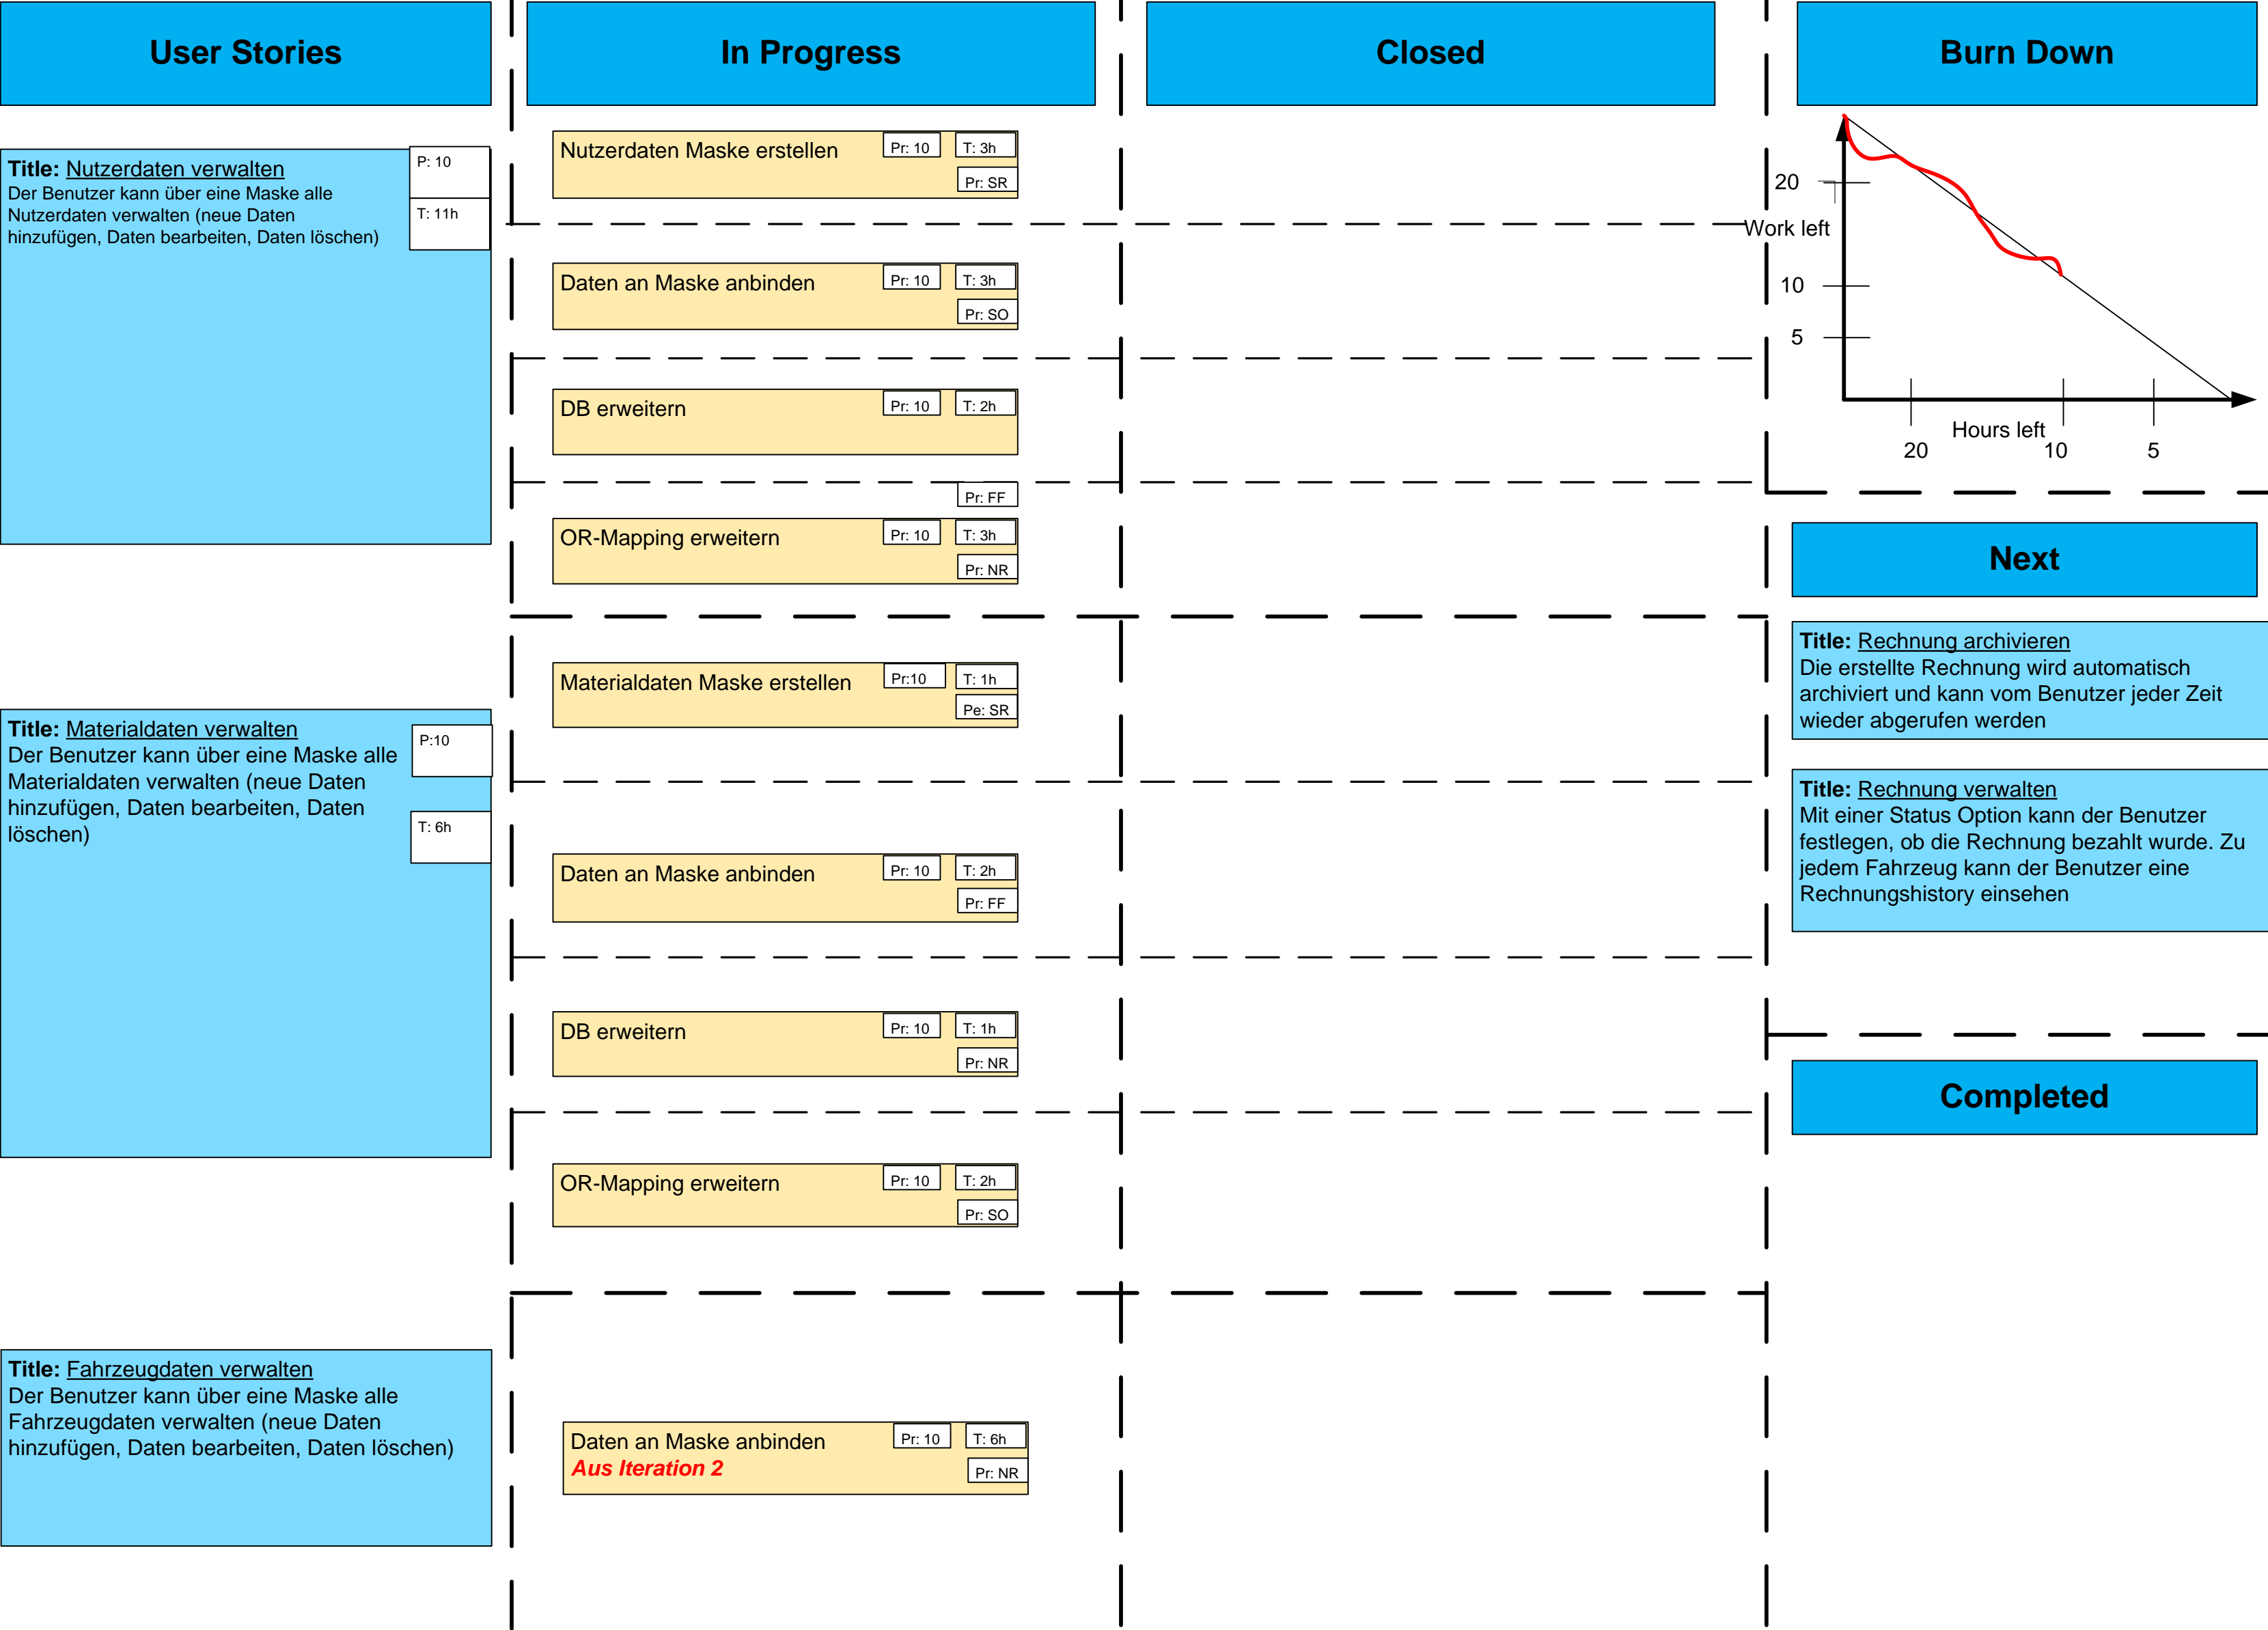 User Stories
In Progress
Closed
Burn Down
Title: Nutzerdaten verwalten
Der Benutzer kann über eine Maske alle
Nutzerdaten verwalten (neue Daten
hinzufügen, Daten bearbeiten, Daten löschen)
P: 10
T: 11h
Nutzerdaten Maske erstellen
Pr: 10
T: 3h
Pr: SR
Daten an Maske anbinden
Pr: 10
T: 3h
Pr: SO
DB erweitern
Pr: 10
T: 2h
Pr: FF
OR-Mapping erweitern
Pr: 10
T: 3h
Pr: NR
20
Work left
10
5
Hours left
20
10
5
Next
Title: Rechnung archivieren
Die erstellte Rechnung wird automatisch
archiviert und kann vom Benutzer jeder Zeit
wieder abgerufen werden
Title: Rechnung verwalten
Mit einer Status Option kann der Benutzer
festlegen, ob die Rechnung bezahlt wurde. Zu
jedem Fahrzeug kann der Benutzer eine
Rechnungshistory einsehen
Completed
Title: Materialdaten verwalten
Der Benutzer kann über eine Maske alle
Materialdaten verwalten (neue Daten
hinzufügen, Daten bearbeiten, Daten
löschen)
P:10
T: 6h
Materialdaten Maske erstellen
Pr:10
T: 1h
Pe: SR
Daten an Maske anbinden
Pr: 10
T: 2h
Pr: FF
DB erweitern
Pr: 10
T: 1h
Pr: NR
OR-Mapping erweitern
Pr: 10
T: 2h
Pr: SO
Title: Fahrzeugdaten verwalten
Der Benutzer kann über eine Maske alle
Fahrzeugdaten verwalten (neue Daten
hinzufügen, Daten bearbeiten, Daten löschen)
Daten an Maske anbinden
Aus Iteration 2
Pr: 10
T: 6h
Pr: NR